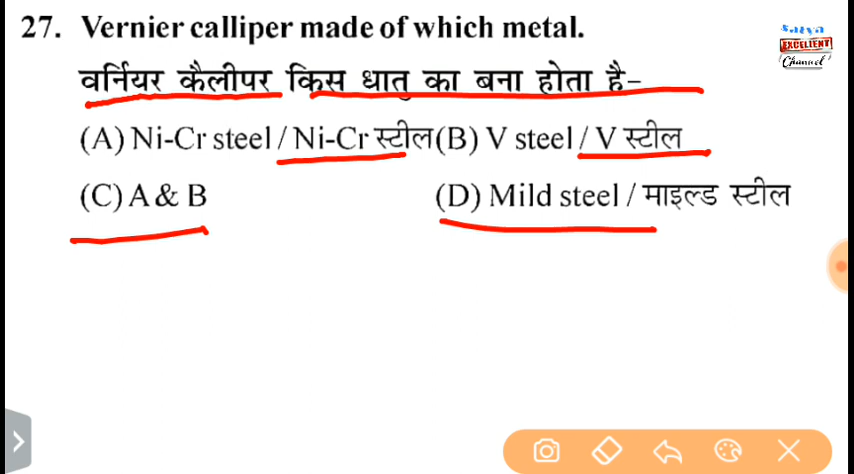 27. Vernier calliper made of which metal.
वर्नियर कैलीपर किस धातु का बना होता है–
(A) Ni-Cr steel / Ni-Cr स्टील (B) V steel / V स्टील
(C) A & B (D) Mild steel / माइल्ड स्टील
Satya
EXCELIENT
Channel